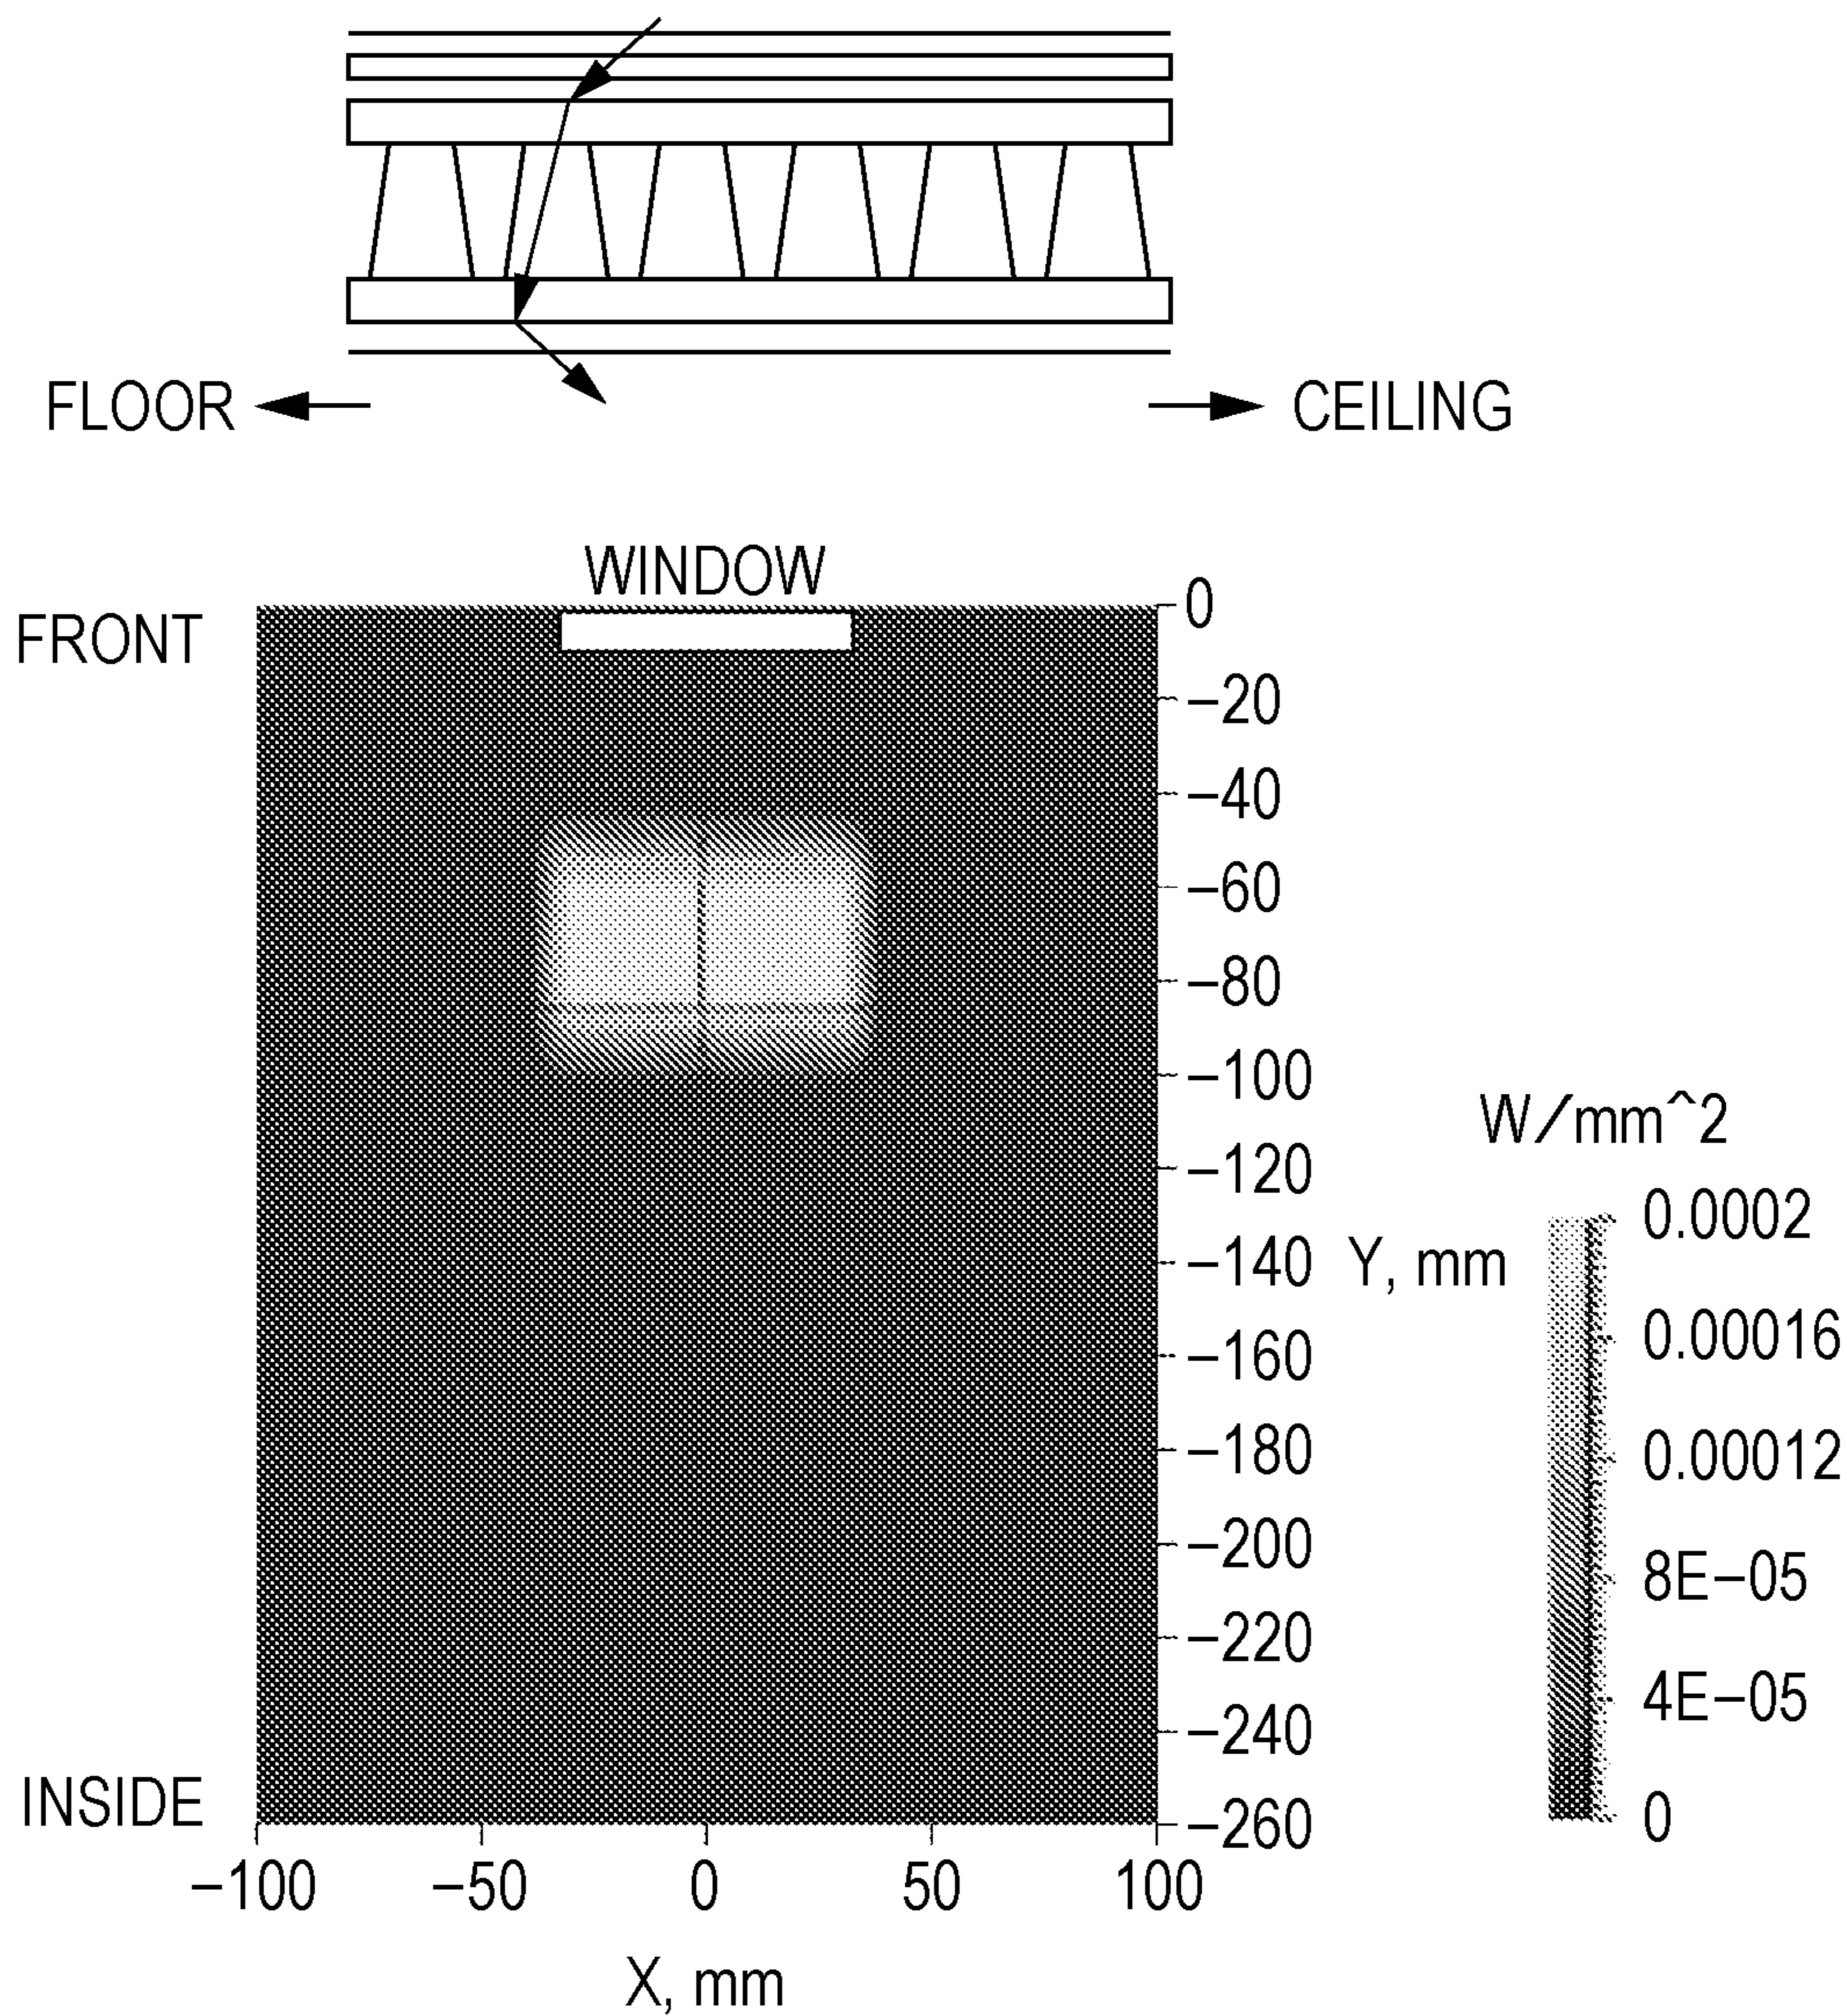 FLOOR CEILING
WINDOW
FRONT
0
−20
−40
−60
−80
−100
−120
−140 Y, mm
−160
−180
−200
−220
−240
−260
INSIDE
−100 −50 0 50 100
X, mm
W/mm^2
0.0002
0.00016
0.00012
8E−05
4E−05
0